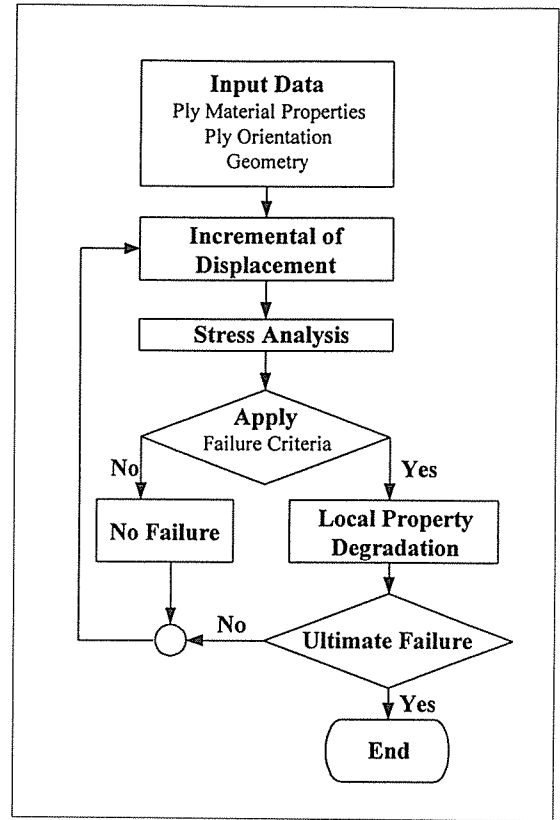 Input Data
Ply Material Properties
Ply Orientation
Geometry
Incremental of
Displacement
Stress Analysis
Apply
Failure Criteria
No
Yes
No Failure
Local Property
Degradation
No
Ultimate Failure
Yes
End